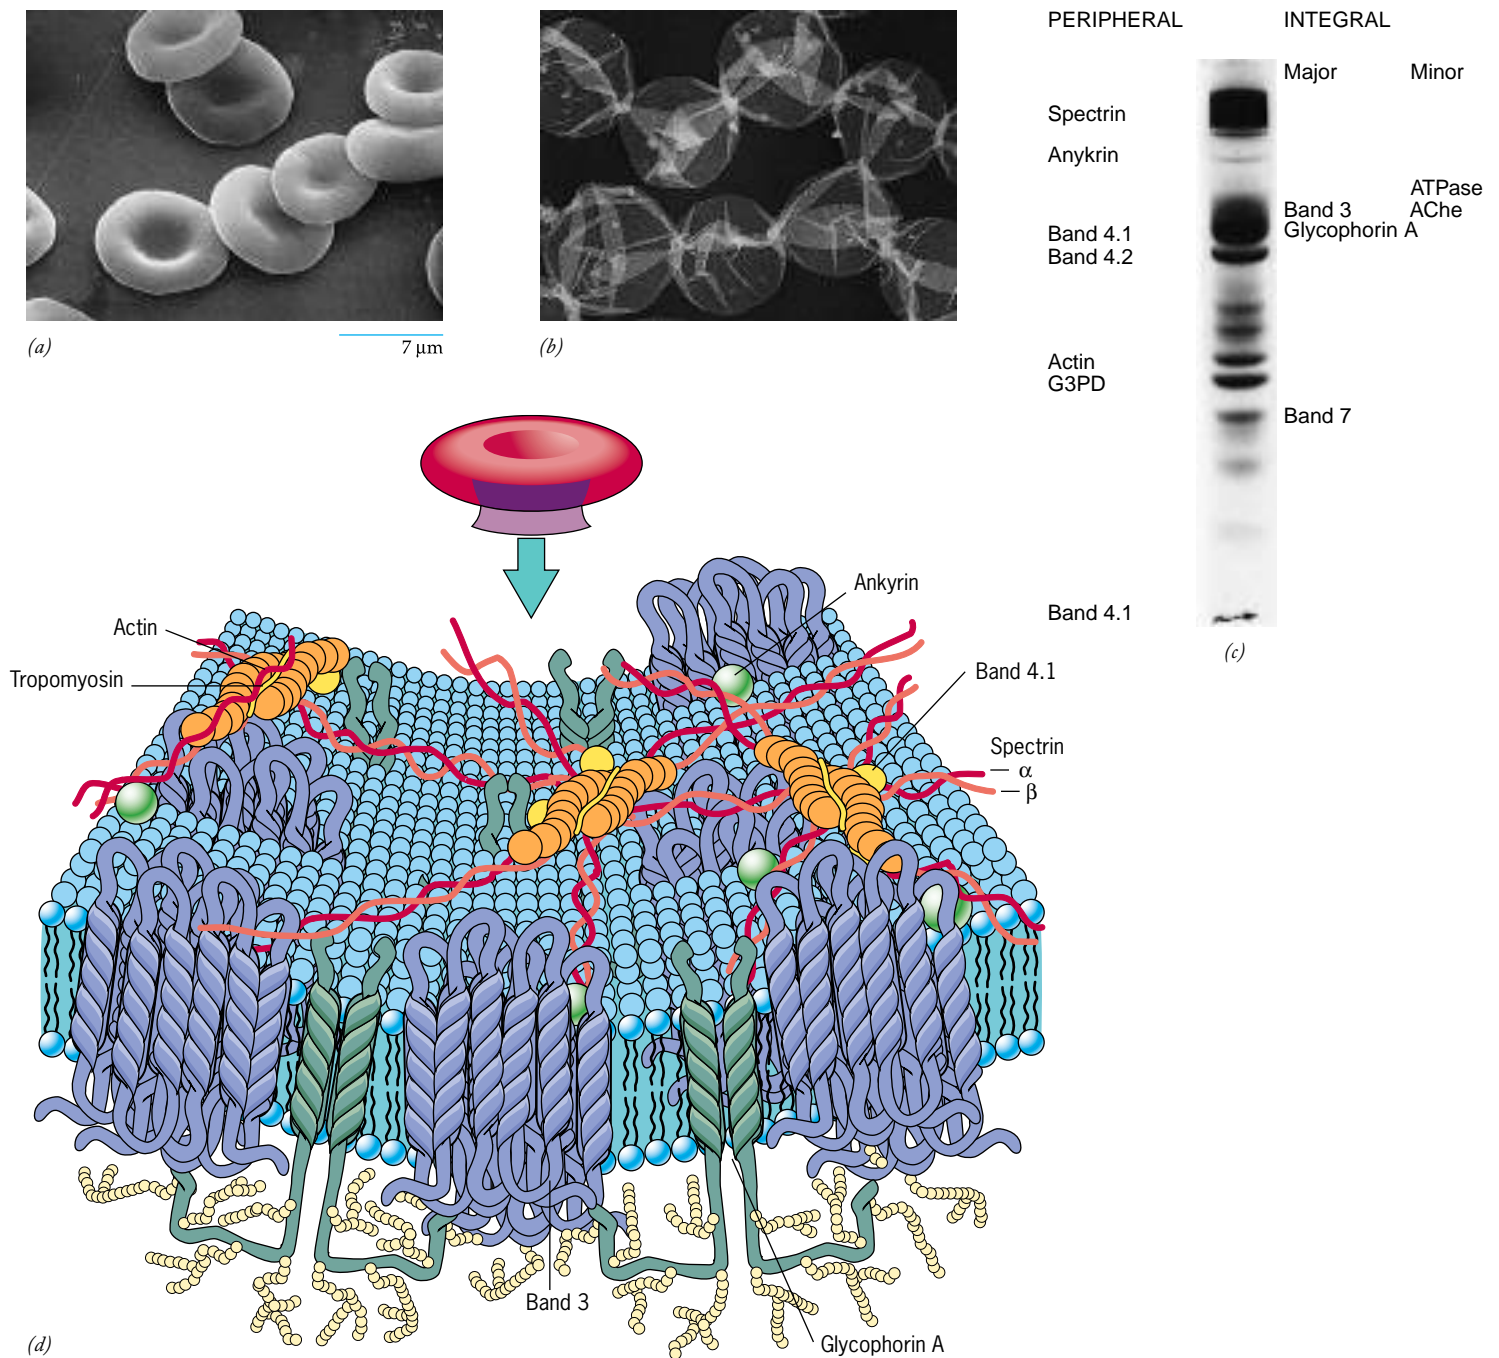 PERIPHERAL INTEGRAL
Major Minor
Spectrin
Anykrin
ATPase
Band 3 AChe
Glycophorin A
Band 4.1
Band 4.2
Actin
G3PD
Band 7
Band 4.1
(c)
7 µm
(a)
(b)
Ankyrin
Actin
Tropomyosin
Band 4.1
Spectrin
α
β
Band 3
Glycophorin A
(d)